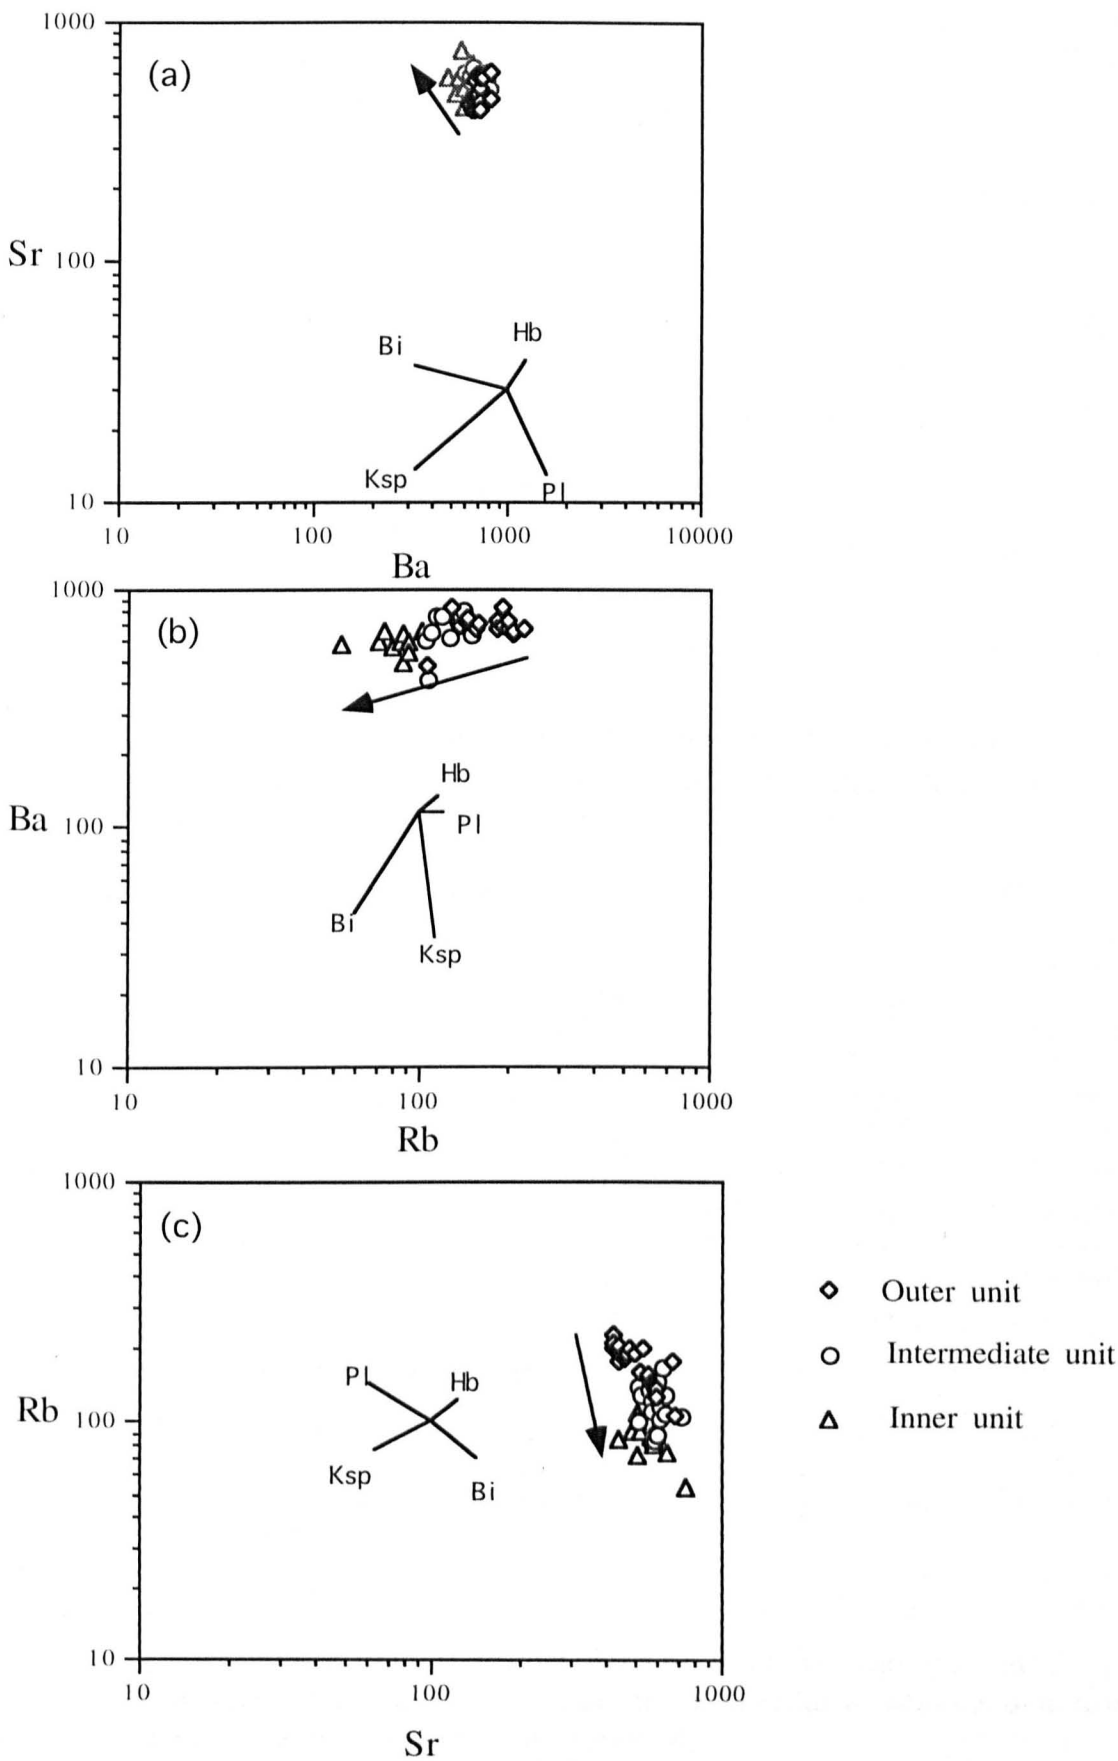 1000
(a)
Sr 100
Hb
Bi
Ksp
Pl
10
10 100 1000 10000
Ba
1000
(b)
Hb
Ba 100
Pl
Bi
Ksp
10
10 100 1000
Rb
1000
(c)
Outer unit
Intermediate unit
Pl
Hb
Rb 100
Inner unit
Ksp
Bi
10
10 100 1000
Sr